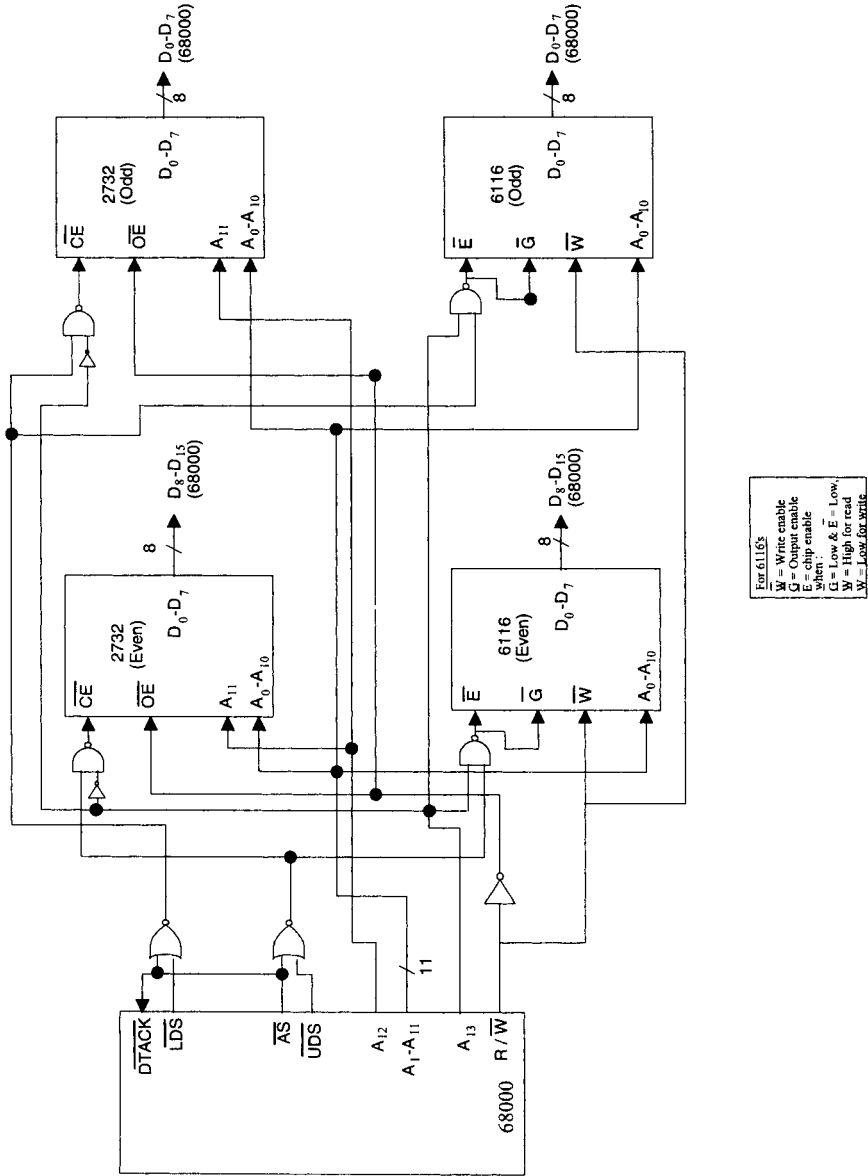 68000
DTACK
LDS
AS
UDS
A12
A1-A11
A13
R / W
11
2732
(Even)
CE
OE
A11
A0-A10
D0-D7
8
D8-D15
(68000)
2732
(Odd)
CE
OE
A11
A0-A10
D0-D7
8
D0-D7
(68000)
6116
(Even)
E
G
W
A0-A10
D0-D7
8
D8-D15
(68000)
6116
(Odd)
E
G
W
A0-A10
D0-D7
8
D0-D7
(68000)
For 6116's
W = Write enable
G = Output enable
E = chip enable
when :
G = Low & E = Low,
W = High for read
W = Low for write